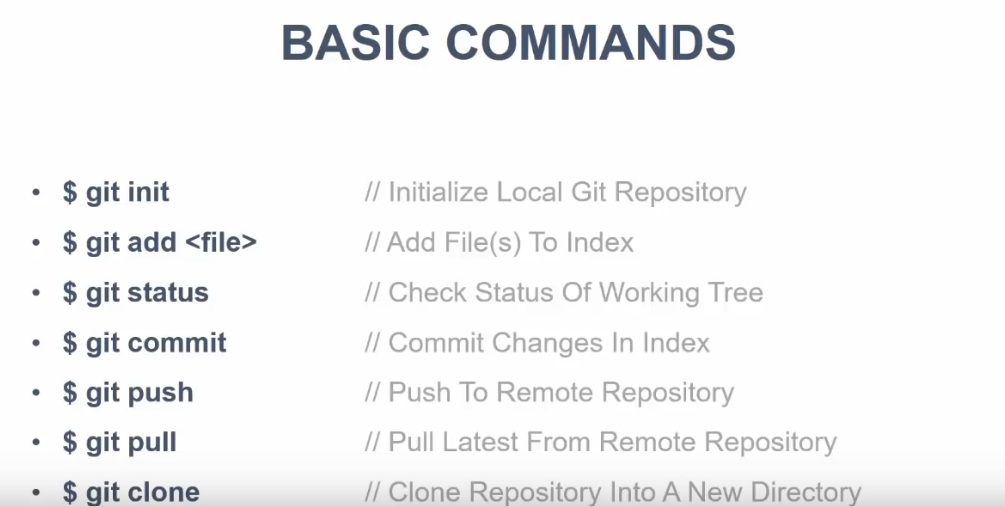 BASIC COMMANDS
• $ git init // Initialize Local Git Repository
• $ git add <file> // Add File(s) To Index
• $ git status // Check Status Of Working Tree
• $ git commit // Commit Changes In Index
• $ git push // Push To Remote Repository
• $ git pull // Pull Latest From Remote Repository
• $ git clone // Clone Repository Into A New Directory